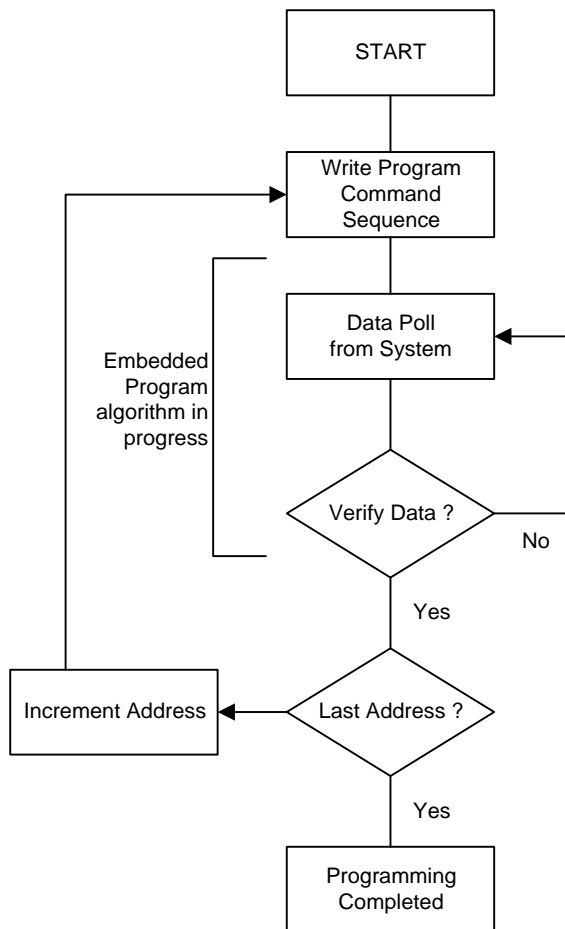 START
Write Program
Command
Sequence
Data Poll
from System
Embedded
Program
algorithm in
progress
Verify Data ?
No
Yes
Increment Address
Last Address ?
Yes
Programming
Completed